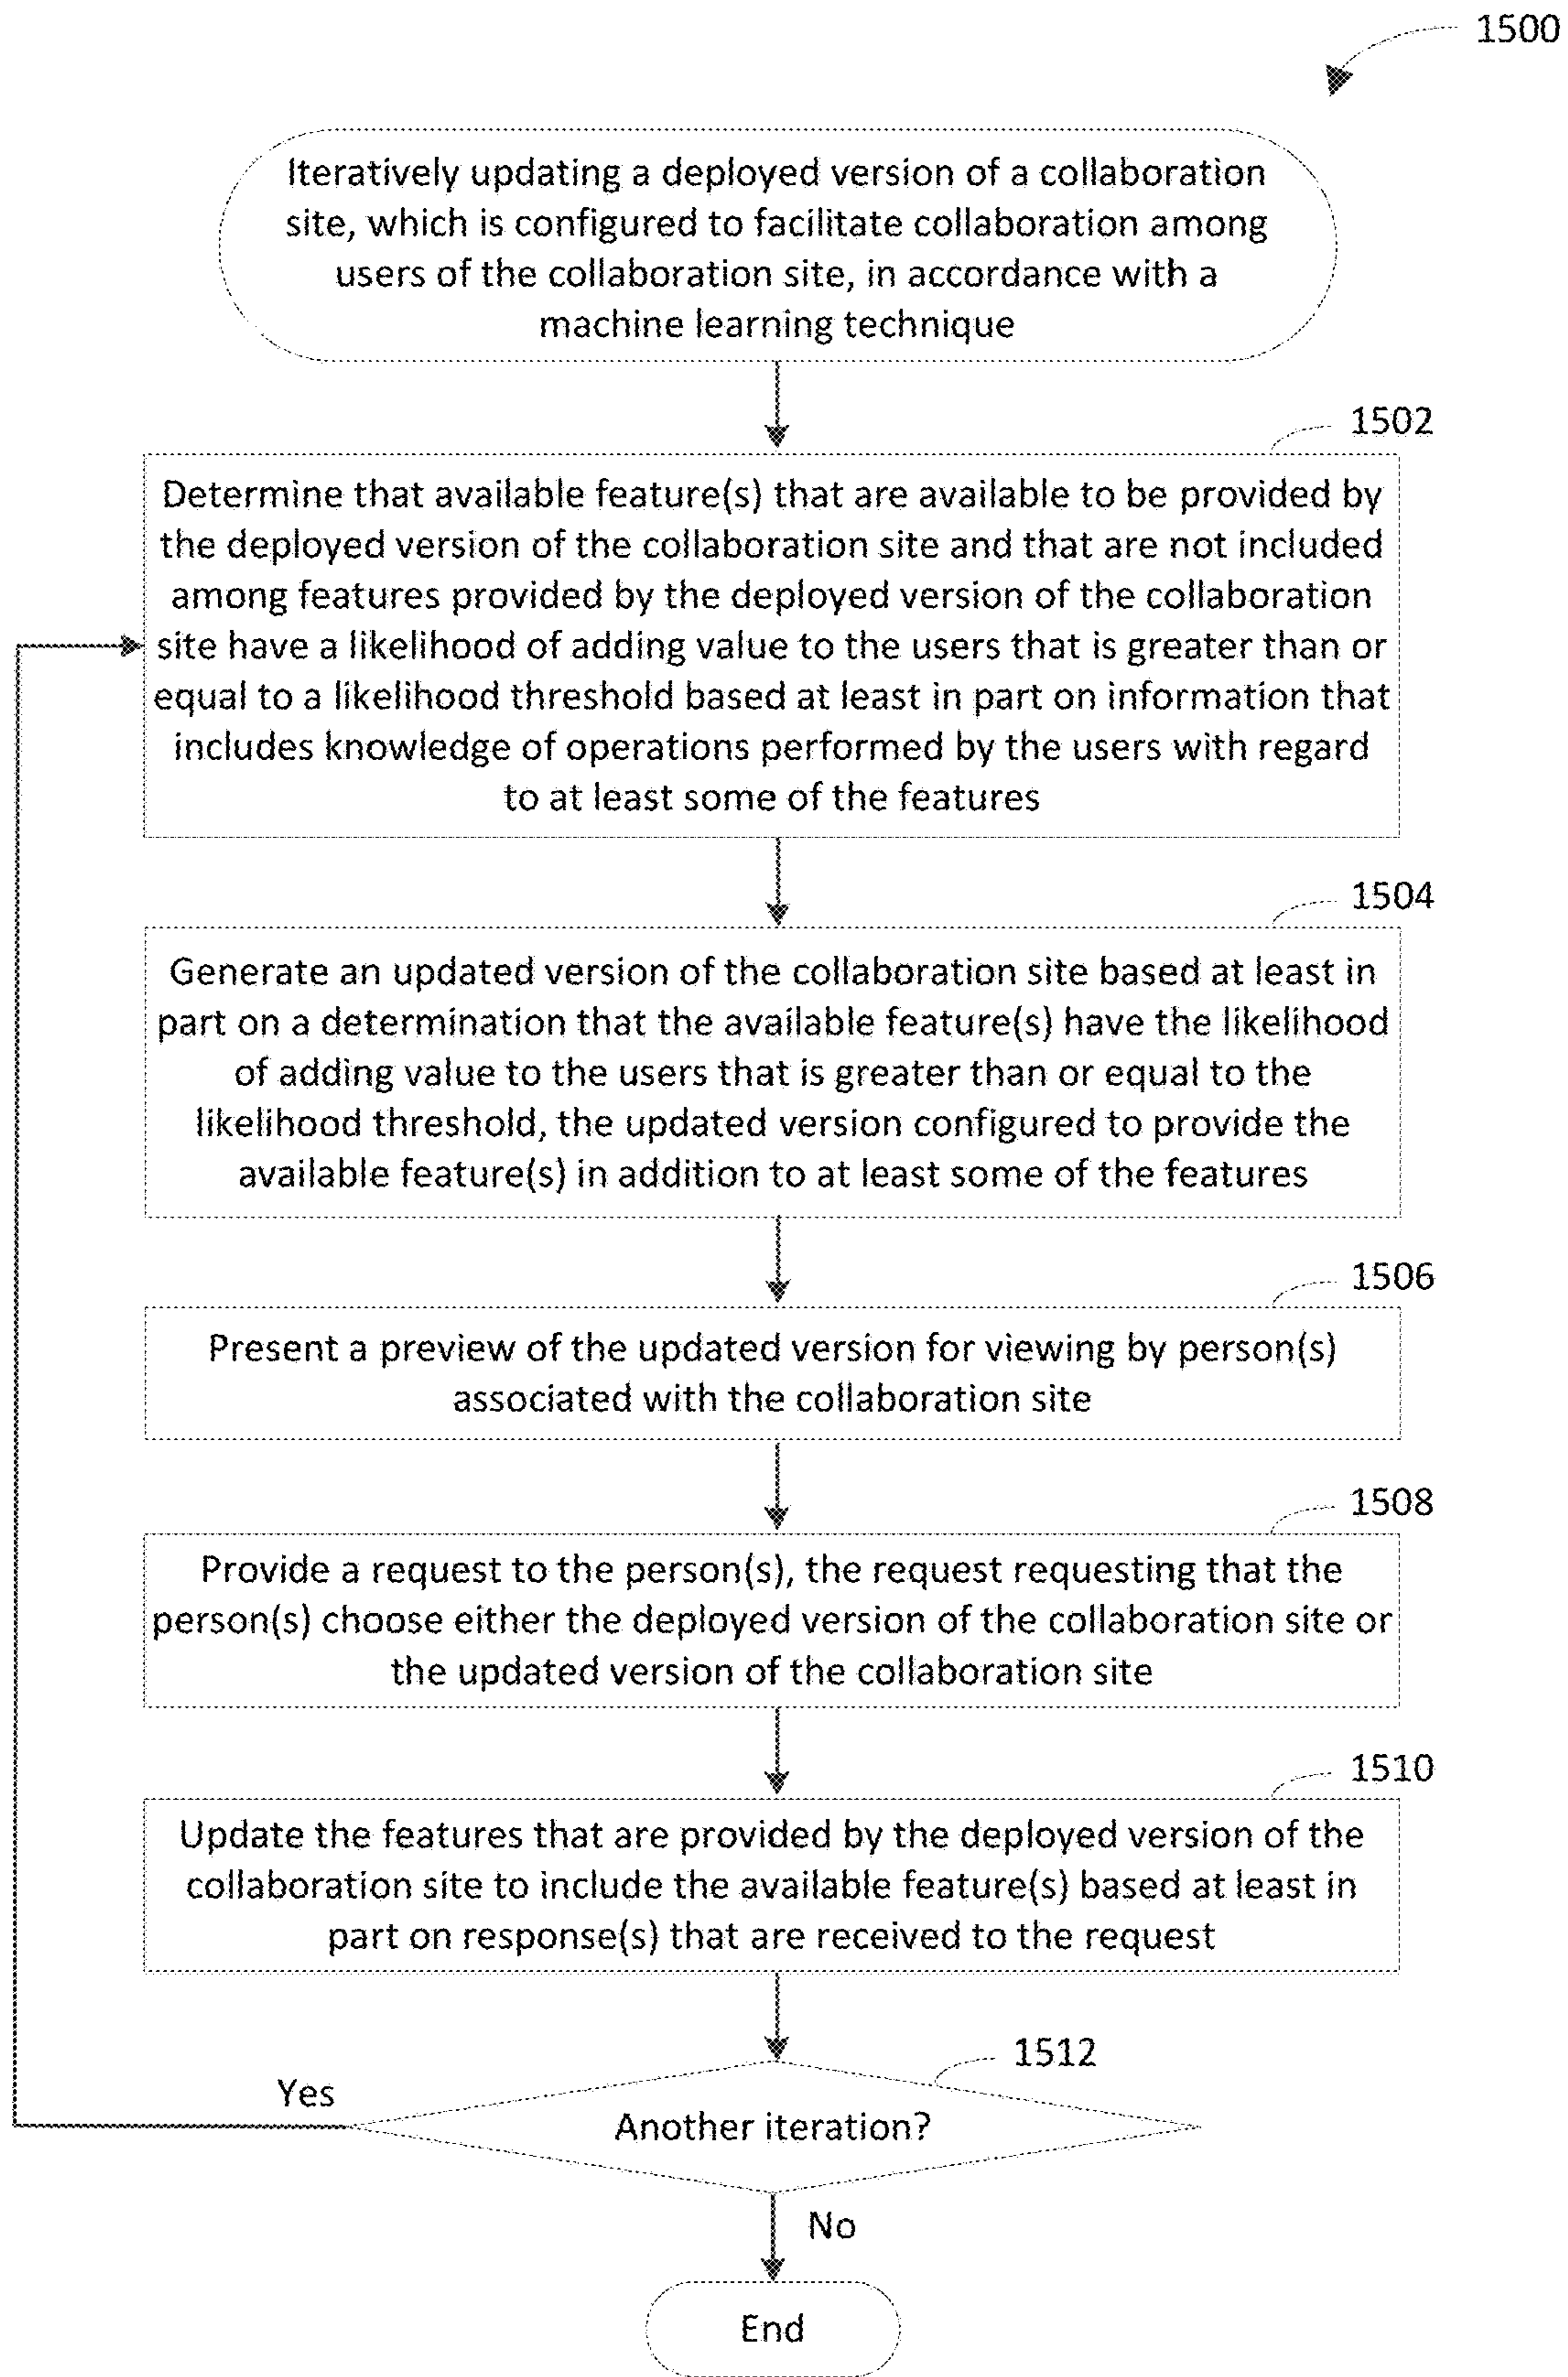 1500
Iteratively updating a deployed version of a collaboration
site, which is configured to facilitate collaboration among
users of the collaboration site, in accordance with a
machine learning technique
1502
Determine that available feature(s) that are available to be provided by
the deployed version of the collaboration site and that are not included
among features provided by the deployed version of the collaboration
site have a likelihood of adding value to the users that is greater than or
equal to a likelihood threshold based at least in part on information that
includes knowledge of operations performed by the users with regard
to at least some of the features
1504
Generate an updated version of the collaboration site based at least in
part on a determination that the available feature(s) have the likelihood
of adding value to the users that is greater than or equal to the
likelihood threshold, the updated version configured to provide the
available feature(s) in addition to at least some of the features
1506
Present a preview of the updated version for viewing by person(s)
associated with the collaboration site
1508
Provide a request to the person(s), the request requesting that the
person(s) choose either the deployed version of the collaboration site or
the updated version of the collaboration site
1510
Update the features that are provided by the deployed version of the
collaboration site to include the available feature(s) based at least in
part on response(s) that are received to the request
1512
Yes
Another iteration?
No
End